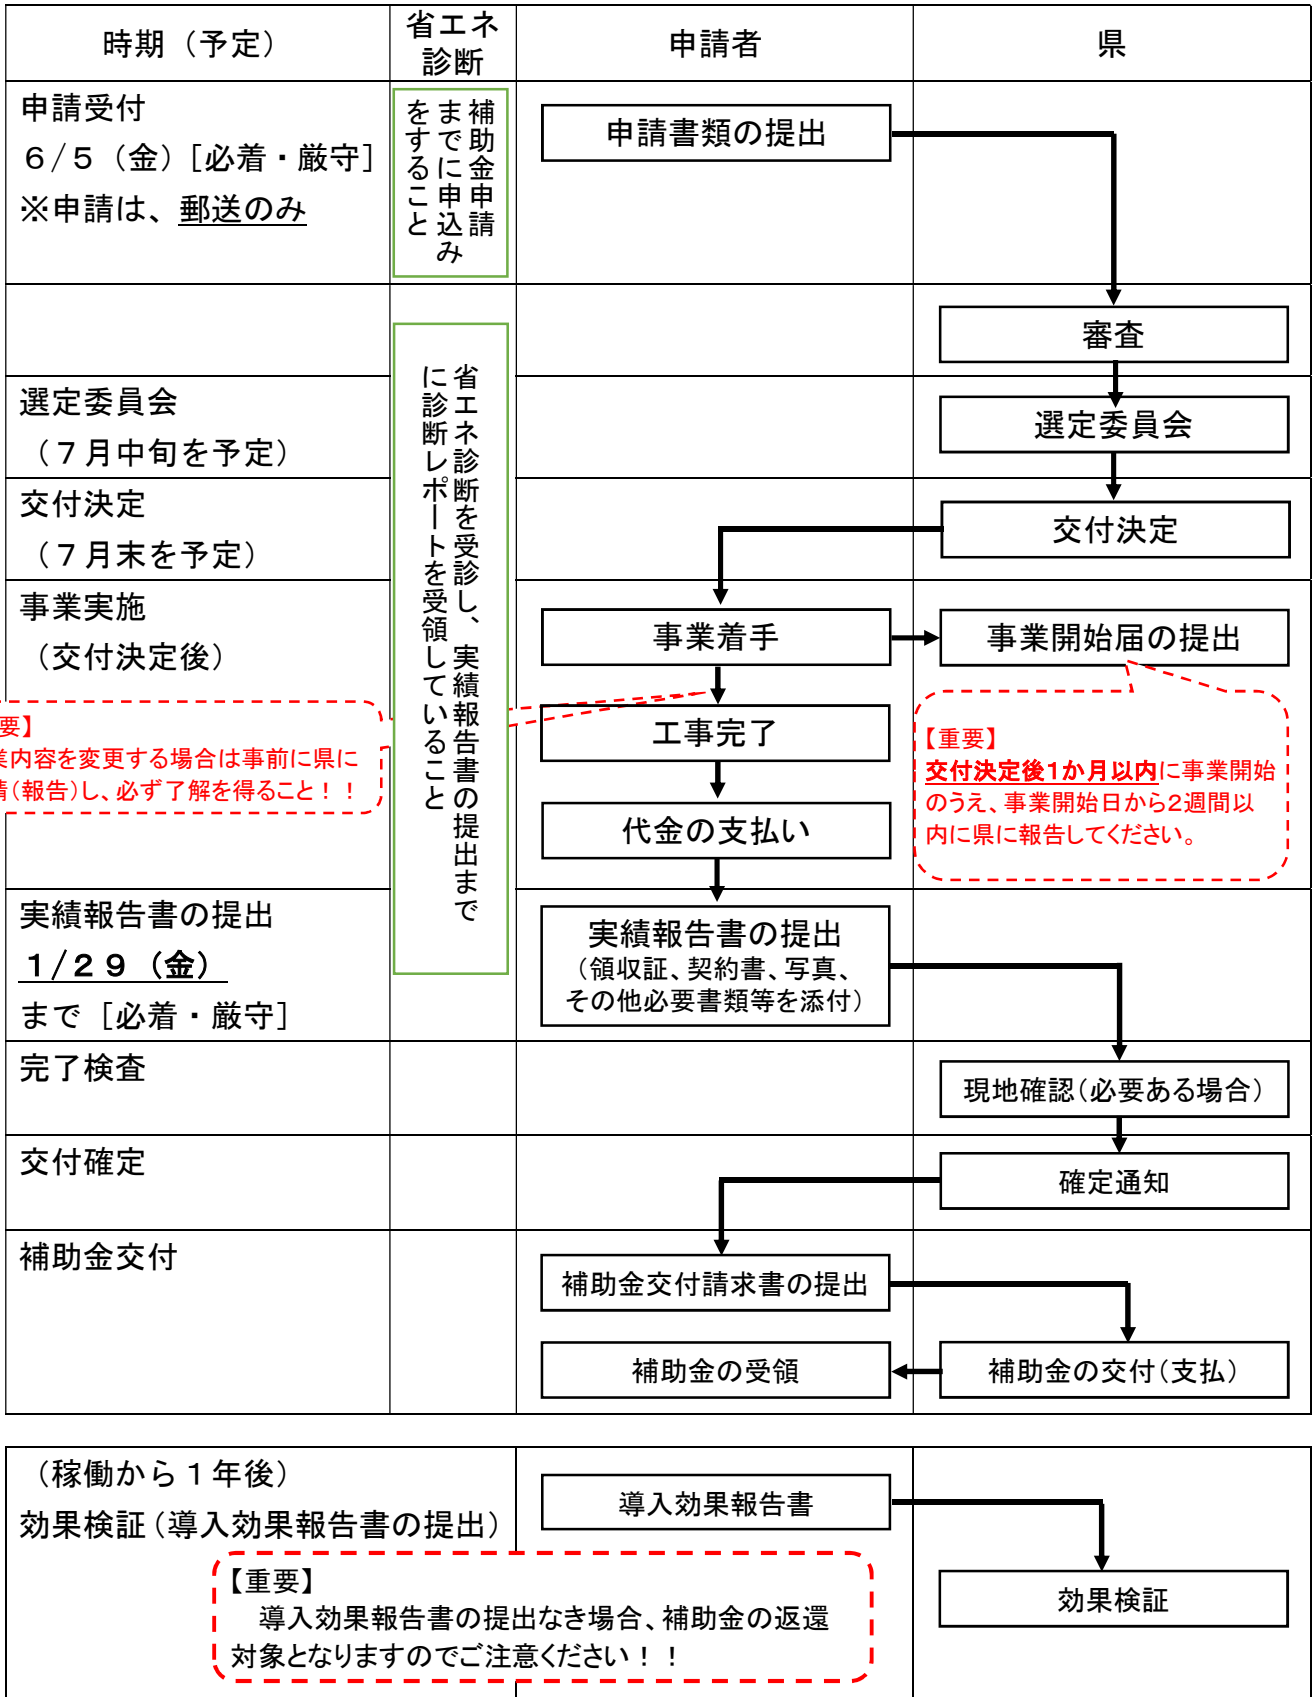 時期（予定）
省エネ
診断
申請者
県
申請受付
６/５（金）［必着・厳守］
※申請は、郵送のみ
補助金申請
までに申込み
をすること
申請書類の提出
審査
選定委員会
（７月中旬を予定）
選定委員会
交付決定
（７月末を予定）
交付決定
省エネ診断を受診し、実績報告書の提出まで
に診断レポートを受領していること
事業実施
（交付決定後）
事業着手
事業開始届の提出
要】
業内容を変更する場合は事前に県に
請（報告）し、必ず了解を得ること！！
工事完了
【重要】
交付決定後１か月以内に事業開始
のうえ、事業開始日から２週間以
内に県に報告してください。
代金の支払い
実績報告書の提出
１/２９（金）
まで［必着・厳守］
実績報告書の提出
（領収証、契約書、写真、
その他必要書類等を添付）
完了検査
現地確認（必要ある場合）
交付確定
確定通知
補助金交付
補助金交付請求書の提出
補助金の受領
補助金の交付（支払）
（稼働から１年後）
効果検証（導入効果報告書の提出）
導入効果報告書
効果検証
【重要】
導入効果報告書の提出なき場合、補助金の返還
対象となりますのでご注意ください！！